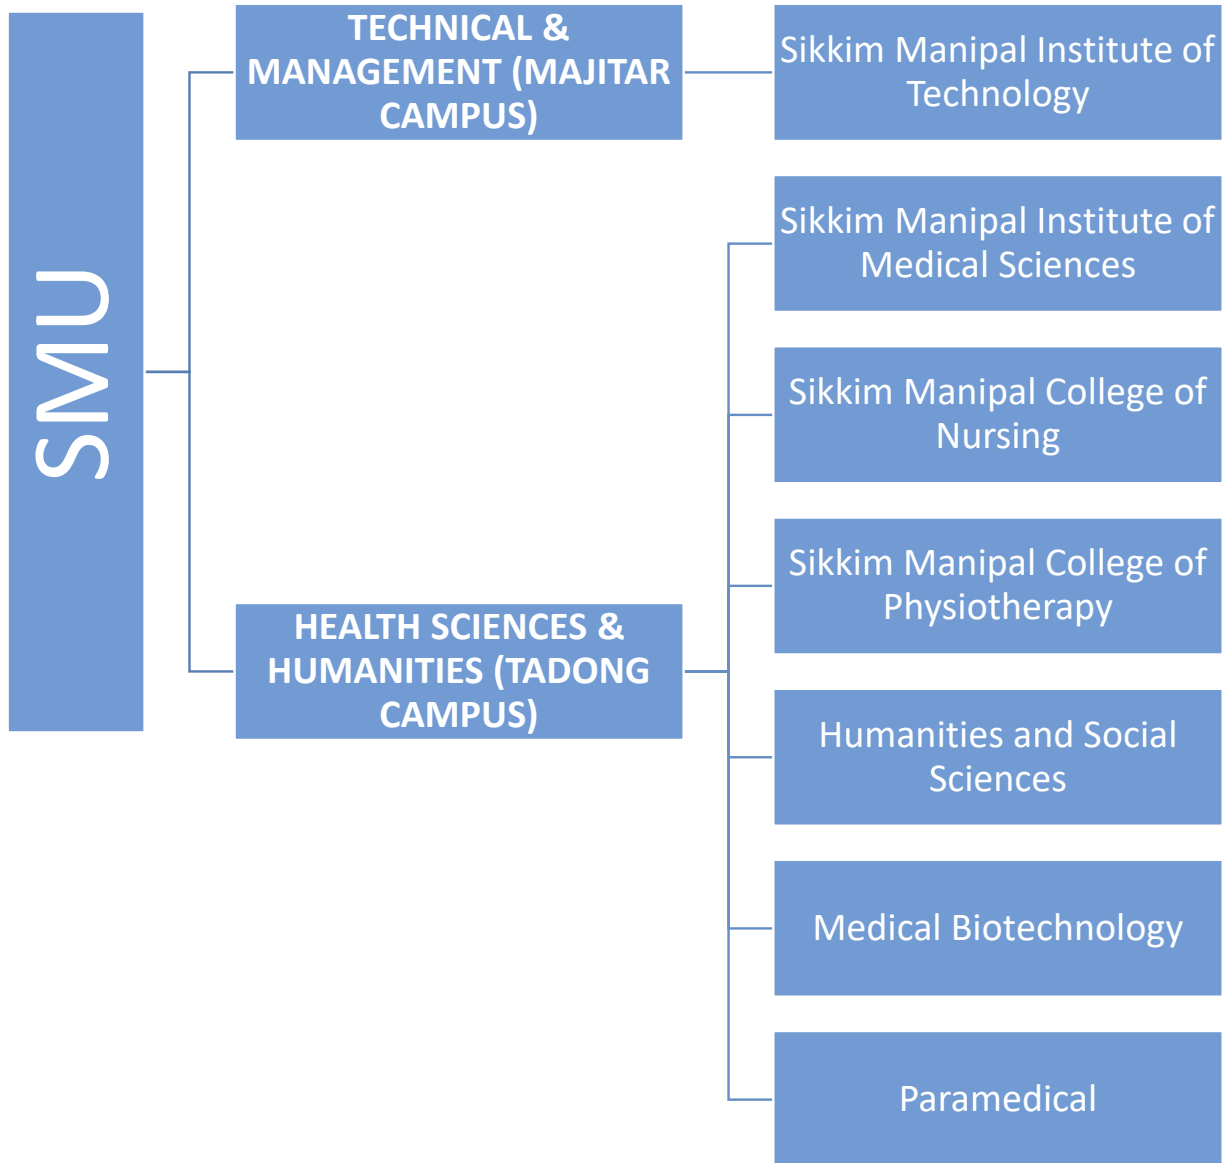 SMU
TECHNICAL &
MANAGEMENT (MAJITAR
CAMPUS)
Sikkim Manipal Institute of
Technology
Sikkim Manipal Institute of
Medical Sciences
Sikkim Manipal College of
Nursing
Sikkim Manipal College of
Physiotherapy
HEALTH SCIENCES &
HUMANITIES (TADONG
CAMPUS)
Humanities and Social
Sciences
Medical Biotechnology
Paramedical